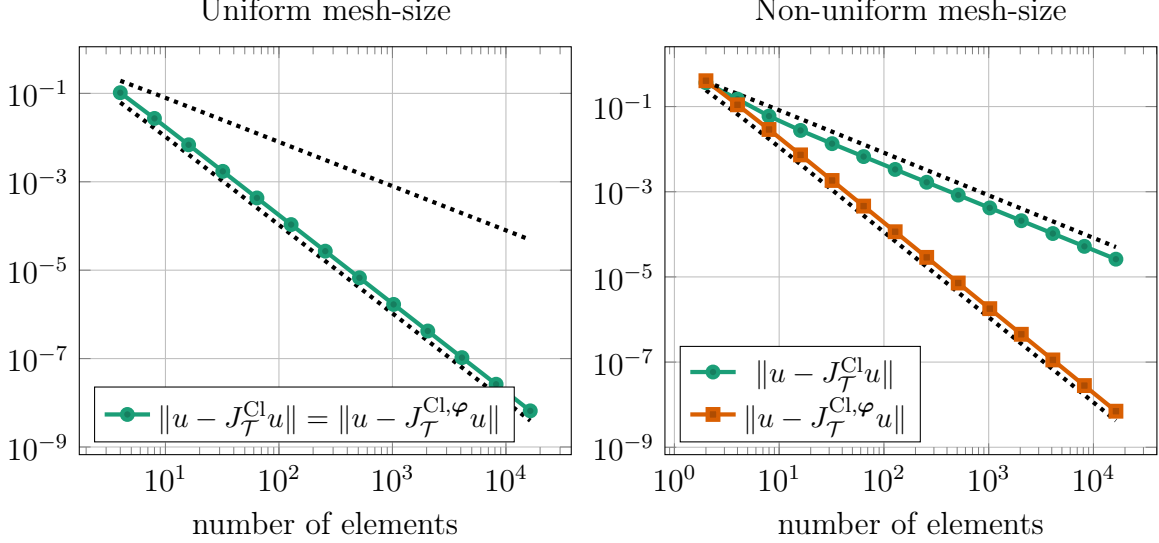 Uniform mesh-size
10^{-1}
10^{-3}
10^{-5}
10^{-7}
10^{-9}
‖u − J_𝒯^{Cl} u‖ = ‖u − J_𝒯^{Cl,φ} u‖
10^1 10^2 10^3 10^4
number of elements
Non-uniform mesh-size
10^{-1}
10^{-3}
10^{-5}
10^{-7}
10^{-9}
‖u − J_𝒯^{Cl} u‖
‖u − J_𝒯^{Cl,φ} u‖
10^0 10^1 10^2 10^3 10^4
number of elements